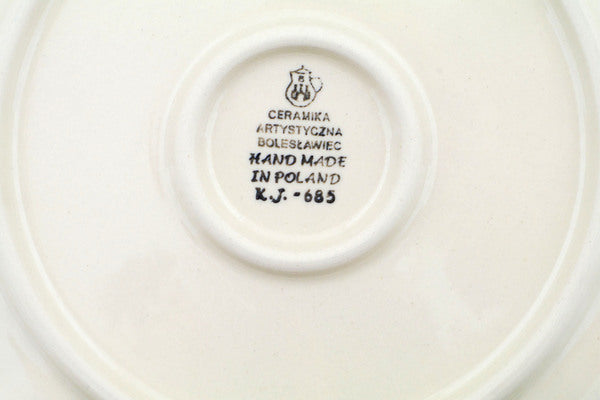 B
CERAMIKA
ARTYSTYCZNA
BOLESŁAWIEC
HAND MADE
IN POLAND
K.J.-685